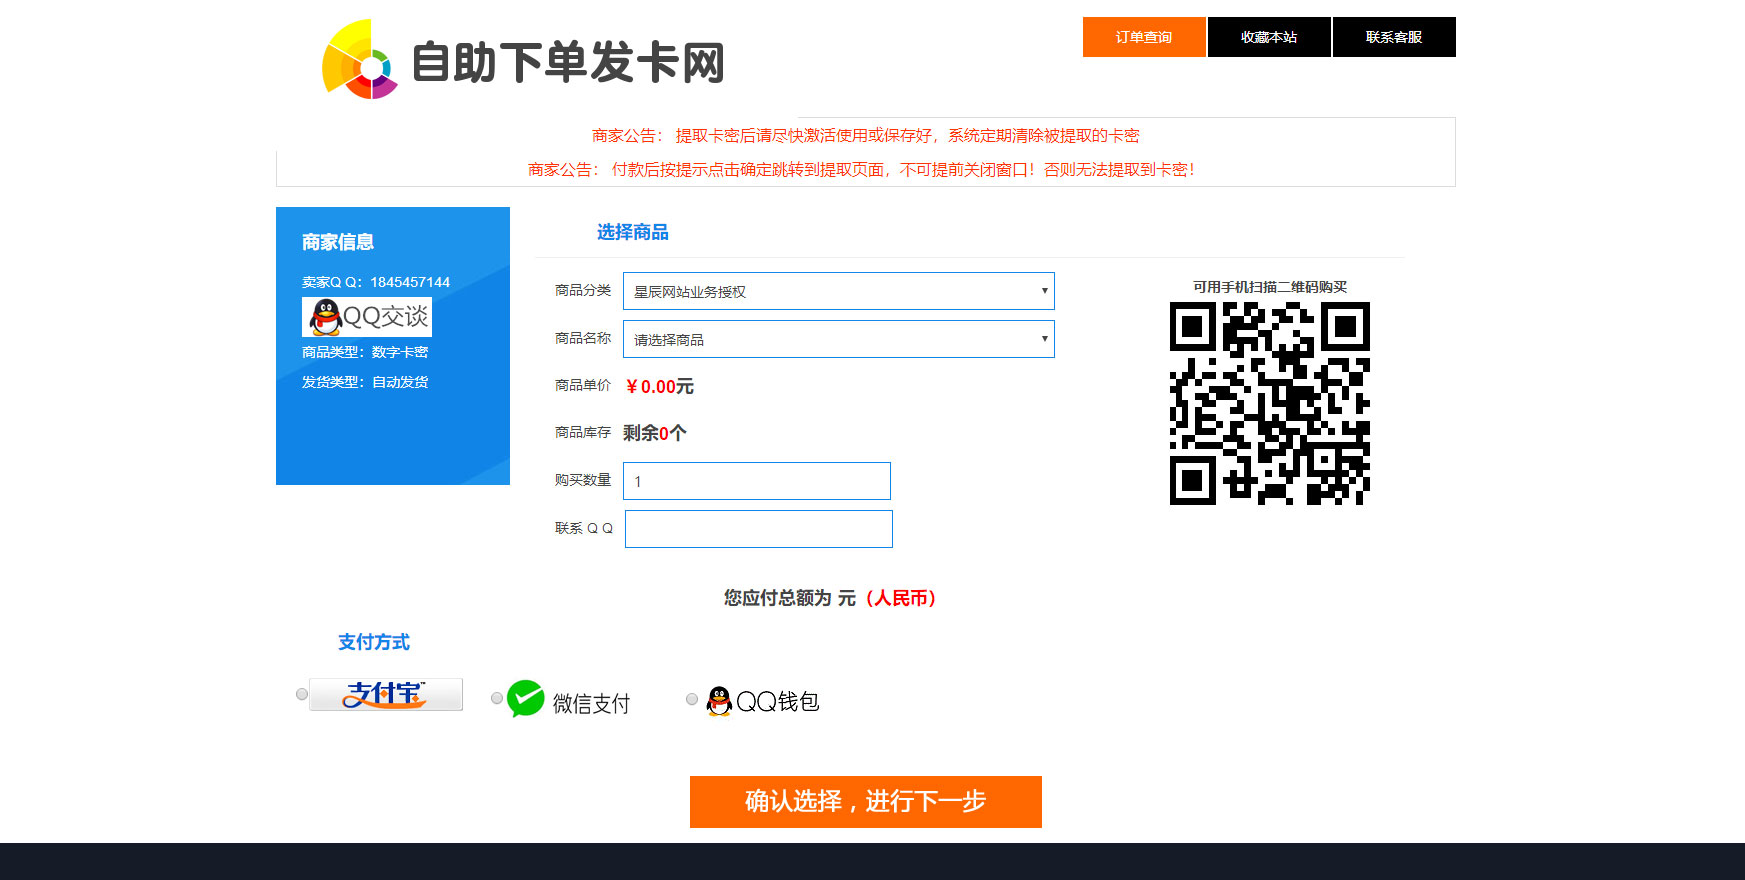 自助下单发卡网
订单查询
收藏本站
联系客服
商家公告： 提取卡密后请尽快激活使用或保存好，系统定期清除被提取的卡密
商家公告： 付款后按提示点击确定跳转到提取页面，不可提前关闭窗口！否则无法提取到卡密！
商家信息
卖家Q Q：1845457144
QQ交谈
商品类型：数字卡密
发货类型：自动发货
选择商品
商品分类 星辰网站业务授权
商品名称 请选择商品
商品单价 ￥0.00元
商品库存 剩余0个
购买数量 1
联系 Q Q
可用手机扫描二维码购买
您应付总额为 元（人民币）
支付方式
支付宝™
微信支付
QQ钱包
确认选择，进行下一步